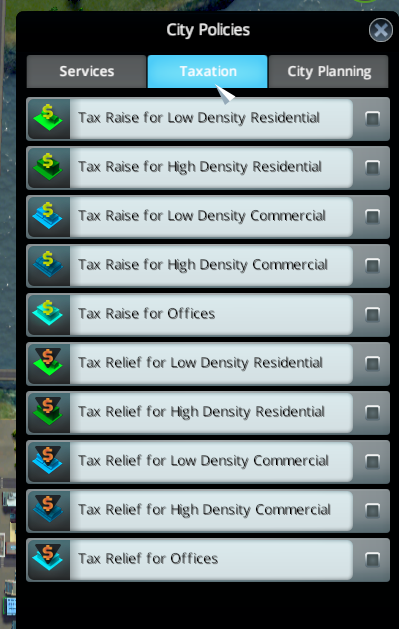 City Policies
Services
Taxation
City Planning
Tax Raise for Low Density Residential
Tax Raise for High Density Residential
Tax Raise for Low Density Commercial
Tax Raise for High Density Commercial
Tax Raise for Offices
Tax Relief for Low Density Residential
Tax Relief for High Density Residential
Tax Relief for Low Density Commercial
Tax Relief for High Density Commercial
Tax Relief for Offices